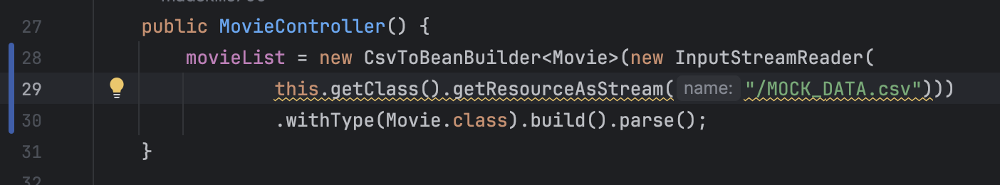 27 public MovieController() {
28 movieList = new CsvToBeanBuilder<Movie>(new InputStreamReader(
29 this.getClass().getResourceAsStream( name: "/MOCK_DATA.csv")))
30 .withType(Movie.class).build().parse();
31 }
32